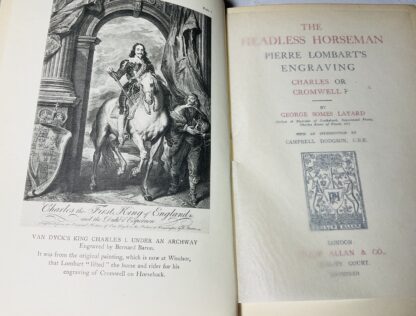 Charles the First, King of England,
and the Duke d'Espernon
VAN DYCK'S KING CHARLES I. UNDER AN ARCHWAY
Engraved by Bernard Baron.
It was from the original painting, which is now at Windsor,
that Lombart "lifted" the horse and rider for his
engraving of Cromwell on Horseback.
THE
HEADLESS HORSEMAN
PIERRE LOMBART'S
ENGRAVING
CHARLES OR
CROMWELL ?
BY
GEORGE SOMES LAYARD
WITH AN INTRODUCTION BY
CAMPBELL DODGSON, C.B.E.
LONDON
ALLAN & CO.,
COURT.